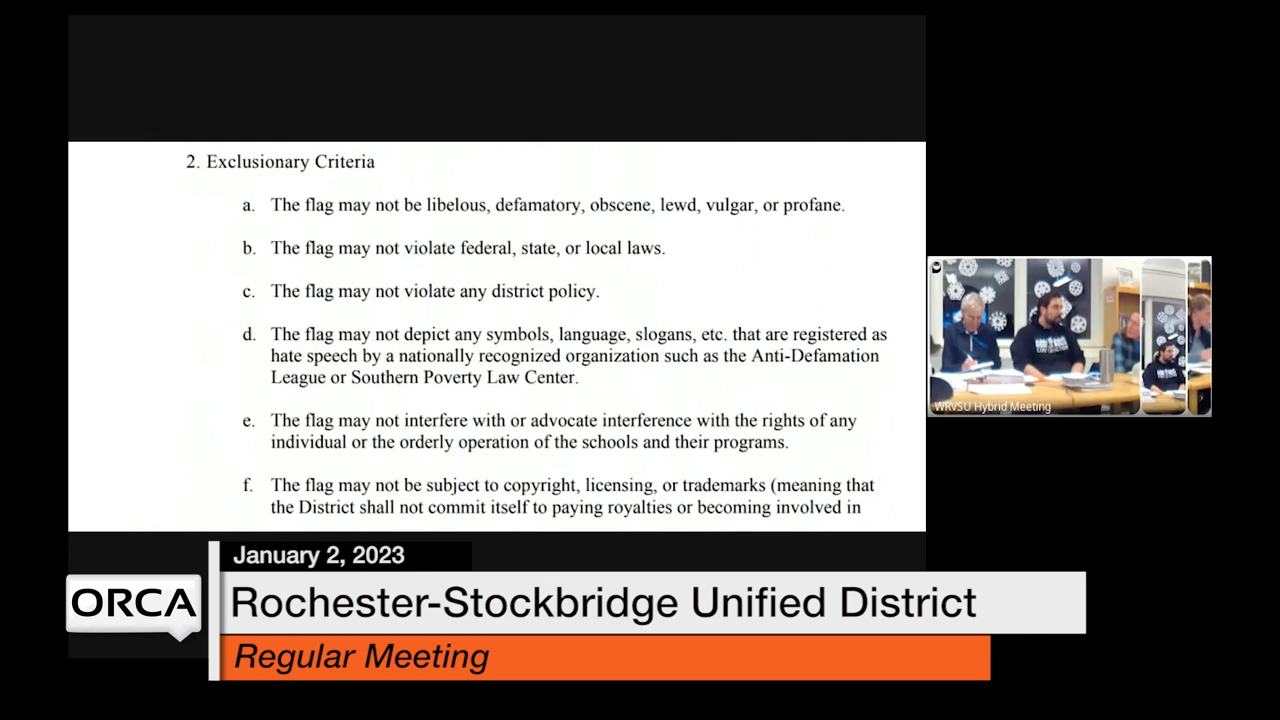 2. Exclusionary Criteria
a. The flag may not be libelous, defamatory, obscene, lewd, vulgar, or profane.
b. The flag may not violate federal, state, or local laws.
c. The flag may not violate any district policy.
d. The flag may not depict any symbols, language, slogans, etc. that are registered as
hate speech by a nationally recognized organization such as the Anti-Defamation
League or Southern Poverty Law Center.
e. The flag may not interfere with or advocate interference with the rights of any
individual or the orderly operation of the schools and their programs.
f. The flag may not be subject to copyright, licensing, or trademarks (meaning that
the District shall not commit itself to paying royalties or becoming involved in
WRVSU Hybrid Meeting
January 2, 2023
ORCA
Rochester-Stockbridge Unified District
Regular Meeting